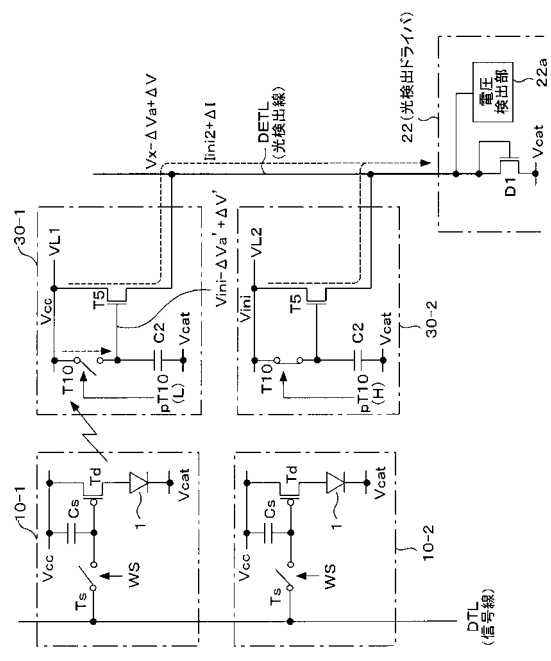 10-1
Vcc
Cs
Ts
Td
WS
1
Vcat
10-2
Vcc
Cs
Ts
Td
WS
1
Vcat
DTL
(信号線)
30-1
Vcc
VL1
T10
T5
C2
pT10
(L)
Vcat
Vini-ΔVa'+ΔV'
30-2
Vini
VL2
T10
T5
C2
pT10
(H)
Vcat
Vx-ΔVa+ΔV
Iini2+ΔI
DETL
(光検出線)
22(光検出ドライバ)
電圧
検出部
22a
D1
Vcat